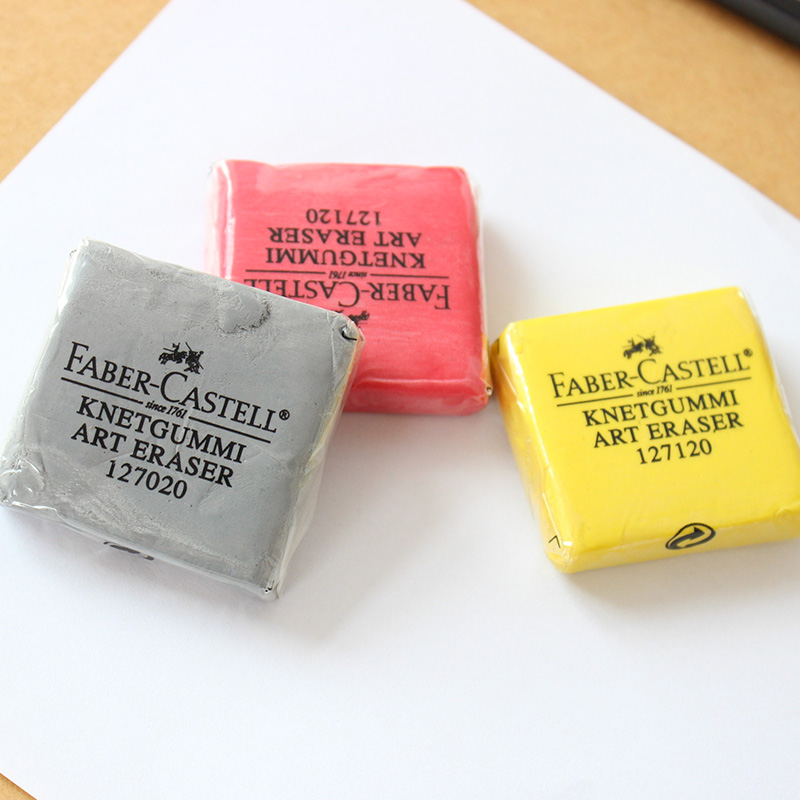 FABER-CASTELL®
since 1761
KNETGUMMI
ART ERASER
127020
FABER-CASTELL
since 1761
KNETGUMMI
ART ERASER
127120
FABER-CASTELL®
since 1761
KNETGUMMI
ART ERASER
127120